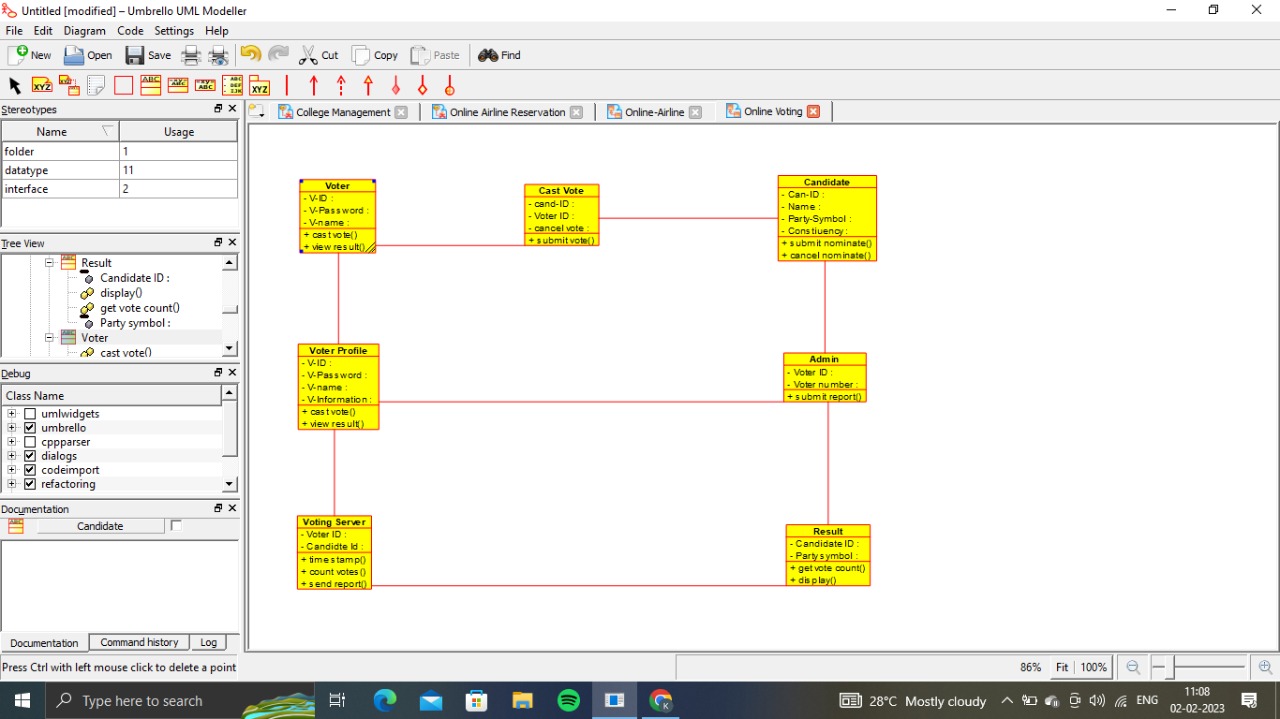 Untitled [modified] – Umbrello UML Modeller
File Edit Diagram Code Settings Help
New Open Save Cut Copy Paste Find
XYZ ABC XYZ
Stereotypes
College Management Online Airline Reservation Online-Airline Online Voting
Name Usage
folder 1
datatype 11
interface 2
Tree View
Result
Candidate ID :
display()
get vote count()
Party symbol :
Voter
cast vote()
Debug
Class Name
umlwidgets
umbrello
cppparser
dialogs
codeimport
refactoring
Documentation
Candidate
Documentation Command history Log
Press Ctrl with left mouse click to delete a point
Voter
- V-ID :
- V-Password :
- V-name :
+ cast vote()
+ view result()
Cast Vote
- cand-ID :
- Voter ID :
- cancel vote :
+ submit vote()
Candidate
- Can-ID :
- Name :
- Party-Symbol :
- Constiuency :
+ submit nominate()
+ cancel nominate()
Voter Profile
- V-ID :
- V-Password :
- V-name :
- V-Information :
+ cast vote()
+ view result()
Admin
- Voter ID :
- Voter number :
+ submit report()
Voting Server
- Voter ID :
- Candidte Id :
+ time stamp()
+ count votes()
+ send report()
Result
- Candidate ID :
- Party symbol :
+ get vote count()
+ display()
86% Fit 100%
Type here to search
K
28°C Mostly cloudy
ENG
11:08
02-02-2023